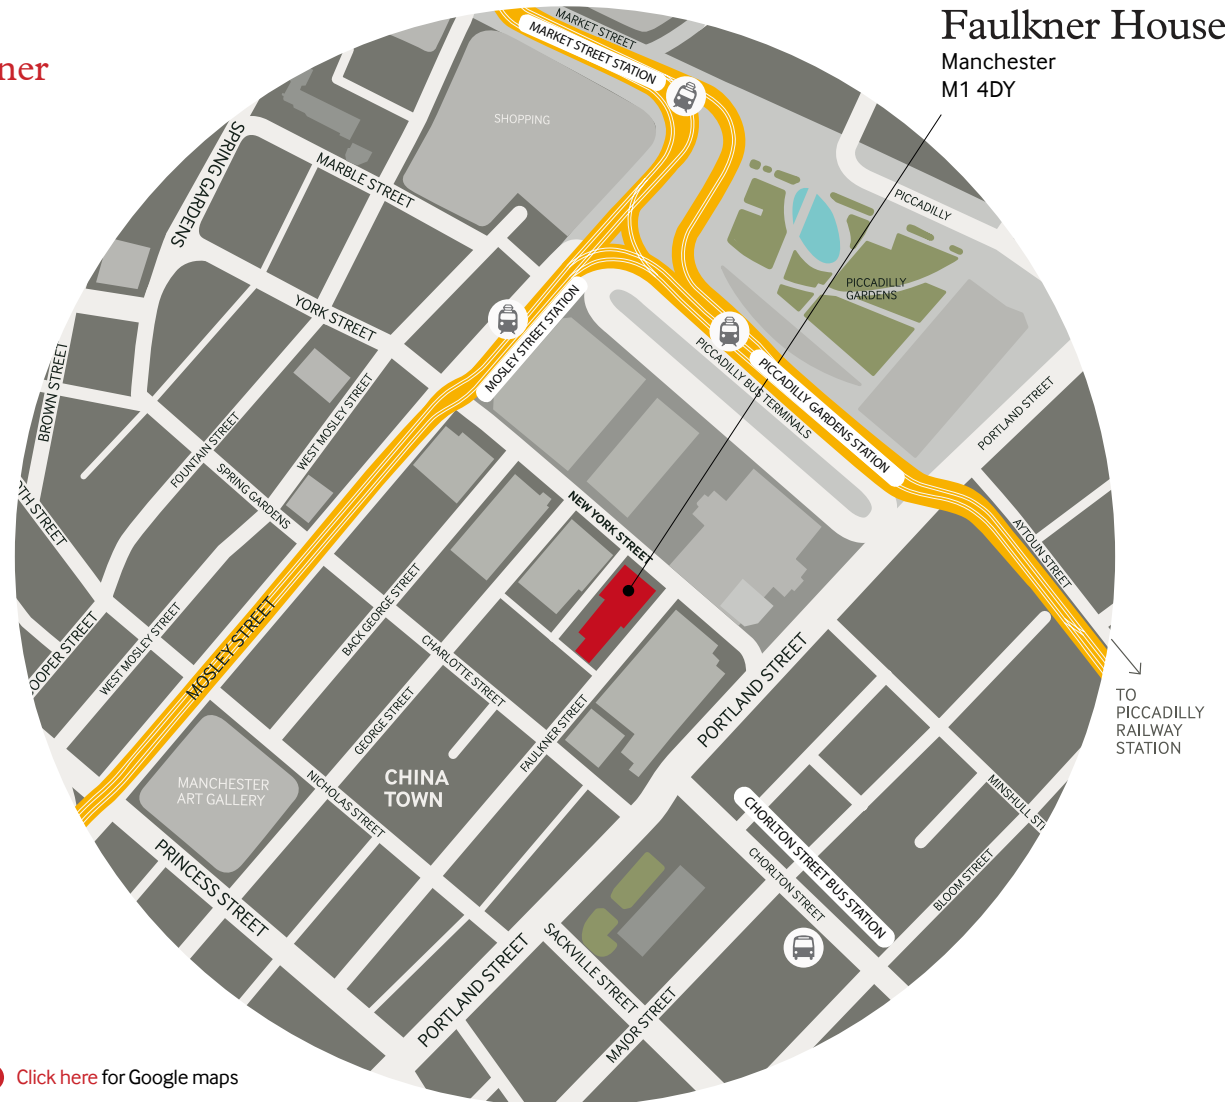 Faulkner House
Manchester
M1 4DY
ner
MARKET STREET
MARKET STREET STATION
SHOPPING
SPRING GARDENS
MARBLE STREET
PICCADILLY
PICCADILLY
GARDENS
YORK STREET
MOSLEY STREET STATION
PICCADILLY BUS TERMINALS
PICCADILLY GARDENS STATION
PORTLAND STREET
BROWN STREET
FOUNTAIN STREET
WEST MOSLEY STREET
SPRING GARDENS
NEW YORK STREET
AYTOUN STREET
TH STREET
BACK GEORGE STREET
CHARLOTTE STREET
OOPER STREET
WEST MOSLEY STREET
MOSLEY STREET
GEORGE STREET
FAULKNER STREET
PORTLAND STREET
TO
PICCADILLY
RAILWAY
STATION
MANCHESTER
ART GALLERY
CHINA
TOWN
NICHOLAS STREET
MINSHULL ST
CHORLTON STREET BUS STATION
CHORLTON STREET
BLOOM STREET
PRINCESS STREET
SACKVILLE STREET
PORTLAND STREET
MAJOR STREET
Click here for Google maps